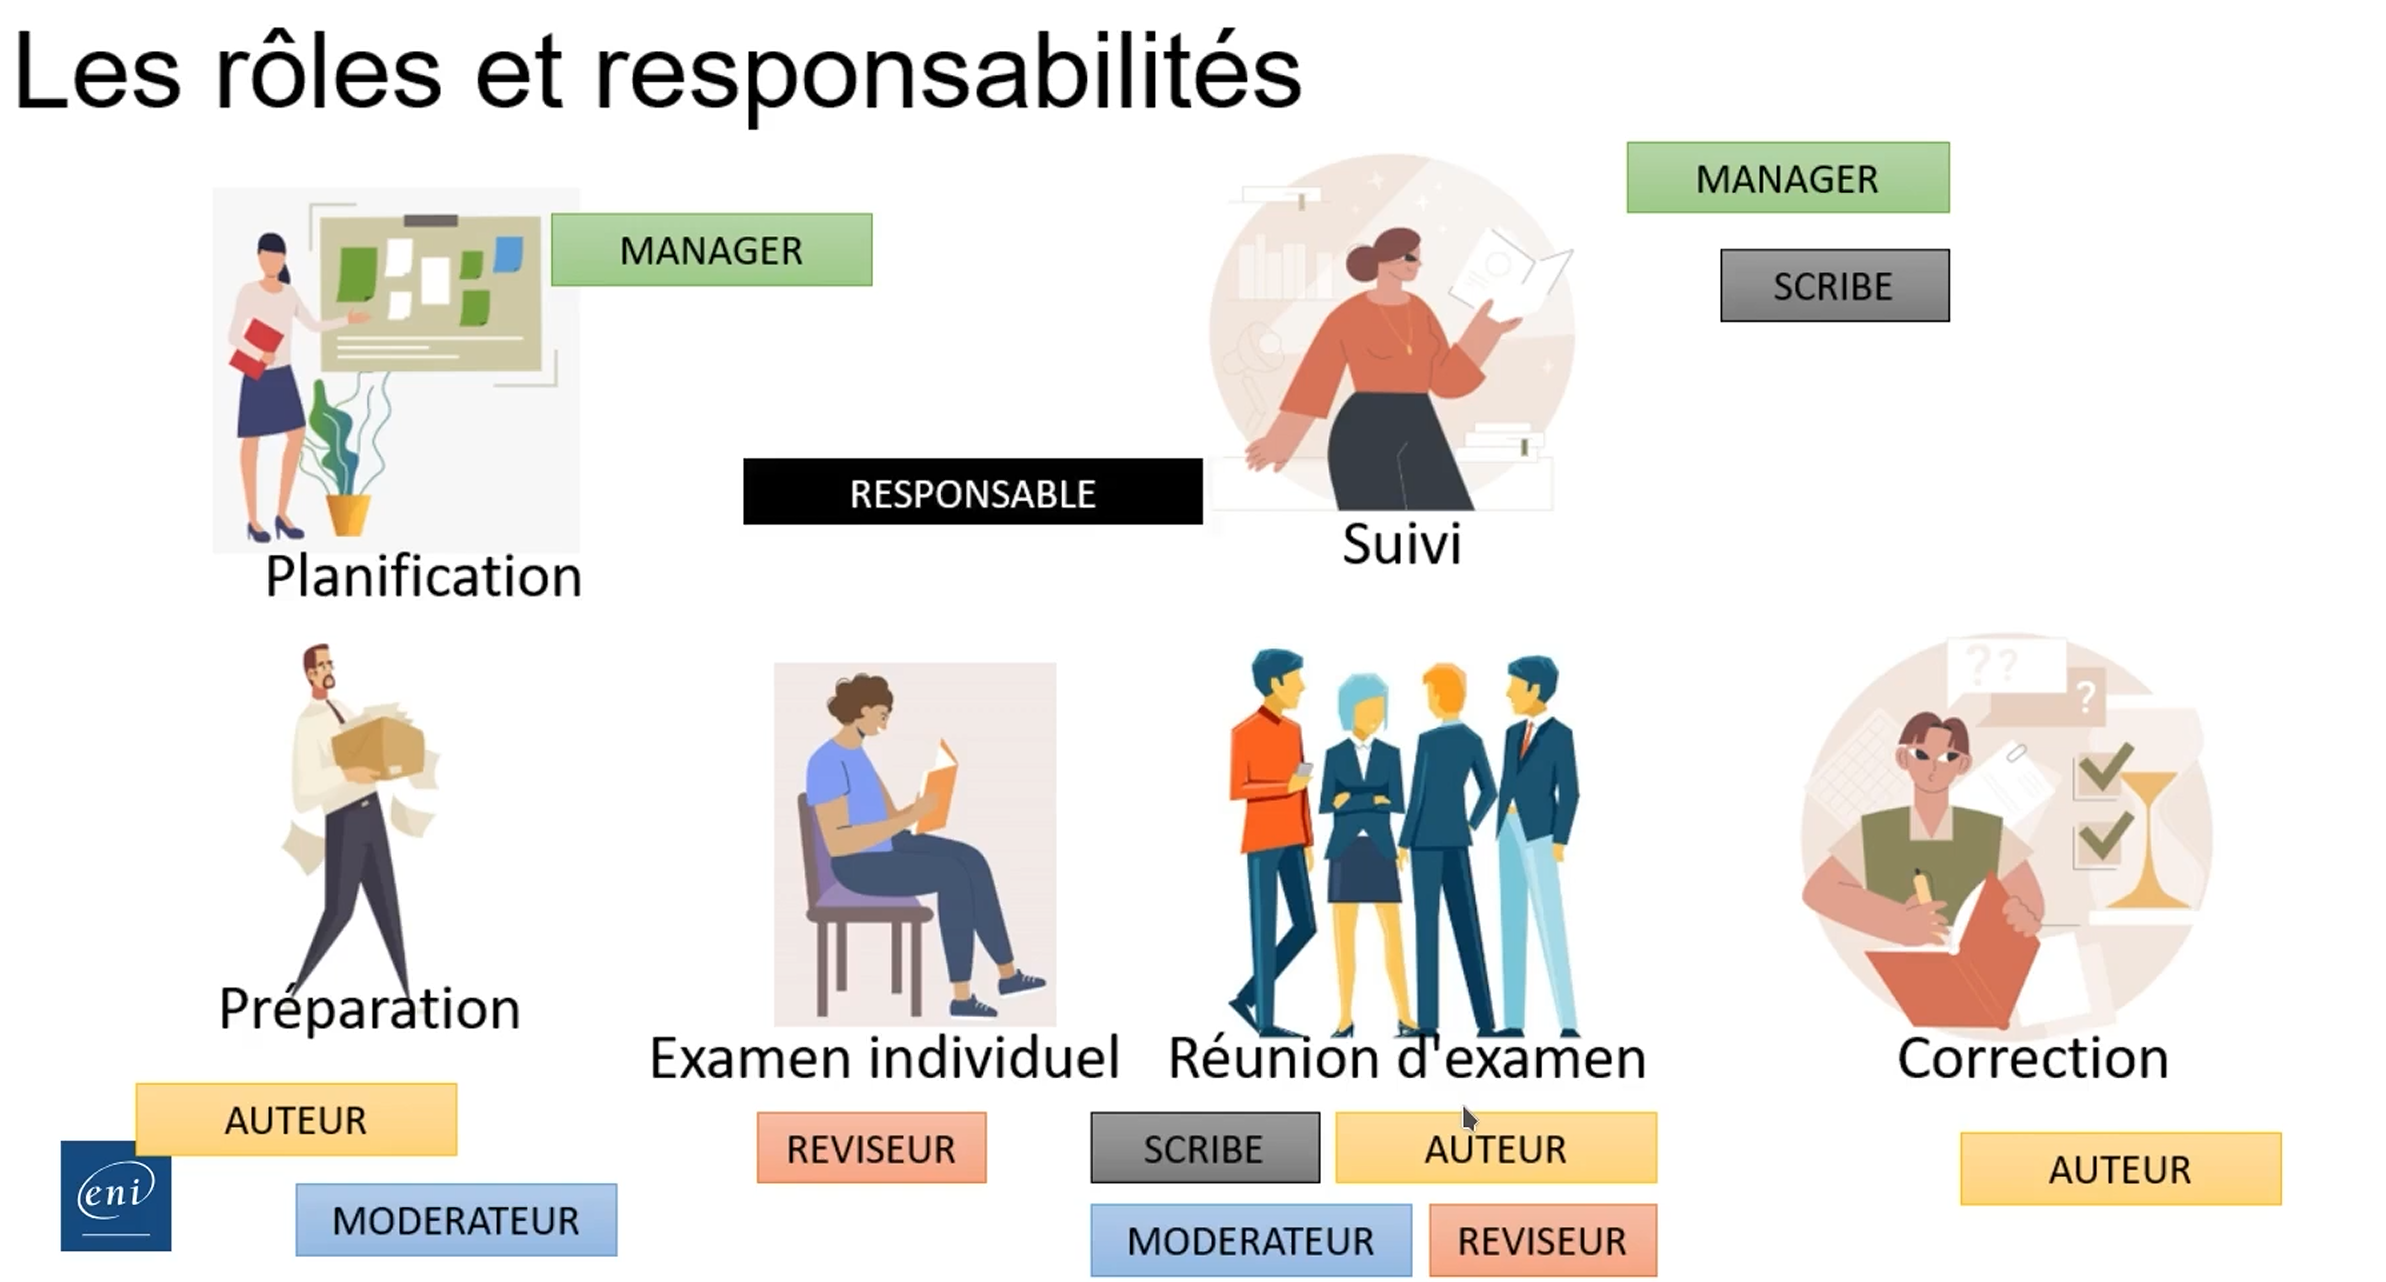 Les rôles et responsabilités
MANAGER
Planification
RESPONSABLE
MANAGER
SCRIBE
Suivi
Préparation
AUTEUR
MODERATEUR
eni
Examen individuel
REVISEUR
Réunion d'examen
SCRIBE
AUTEUR
MODERATEUR
REVISEUR
??
?
Correction
AUTEUR